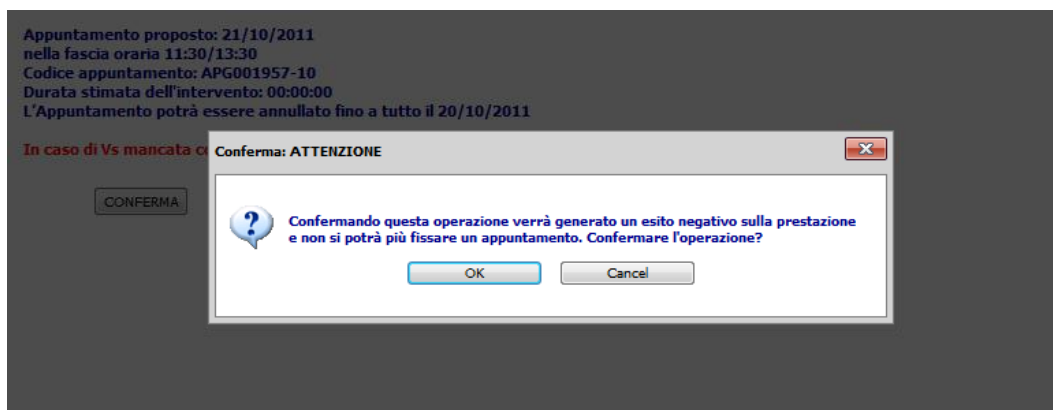 Appuntamento proposto: 21/10/2011
nella fascia oraria 11:30/13:30
Codice appuntamento: APG001957-10
Durata stimata dell'intervento: 00:00:00
L'Appuntamento potrà essere annullato fino a tutto il 20/10/2011
In caso di Vs mancata
Conferma: ATTENZIONE
CONFERMA
Confermando questa operazione verrà generato un esito negativo sulla prestazione
e non si potrà più fissare un appuntamento. Confermare l'operazione?
OK
Cancel